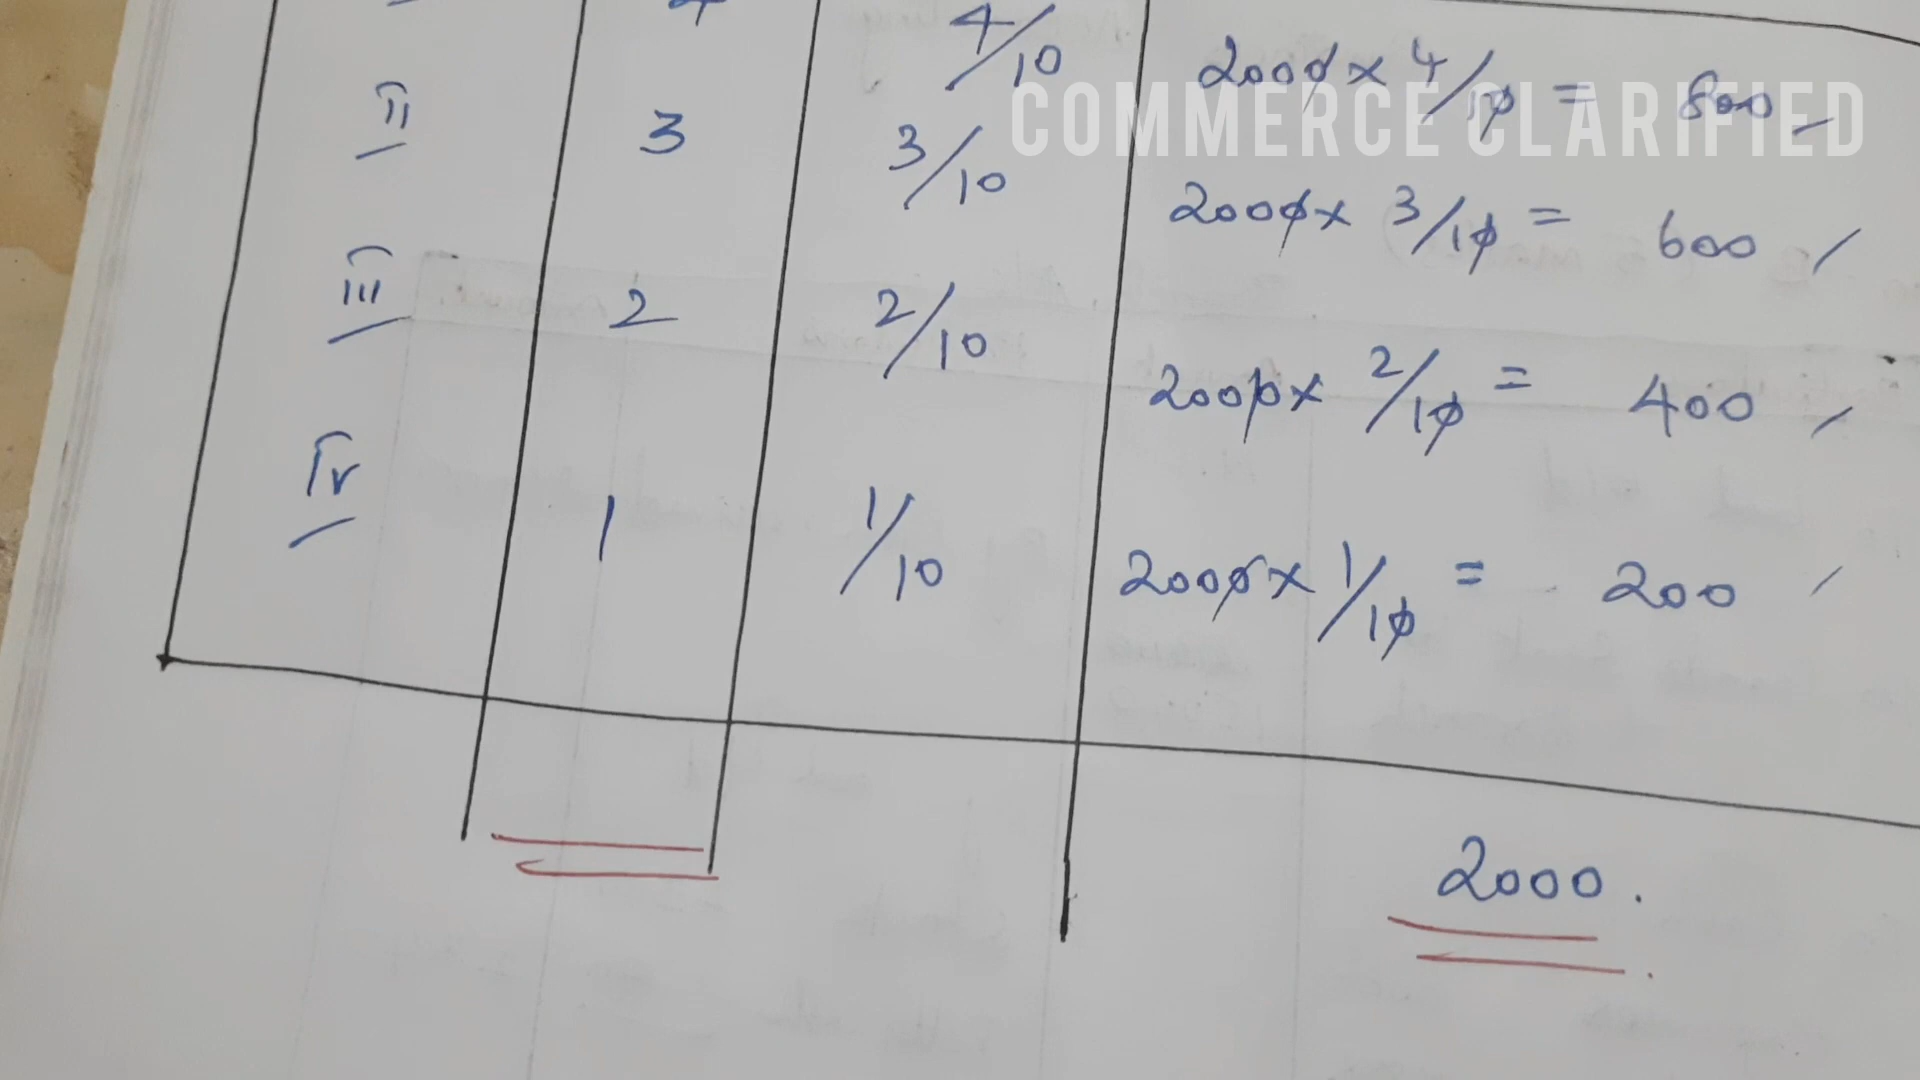 4/10 2000 x 4/10 = 800
COMMERCE CLARIFIED
II 3 3/10 2000 x 3/10 = 600
III 2 2/10 2000 x 2/10 = 400
IV 1 1/10 2000 x 1/10 = 200
2000.